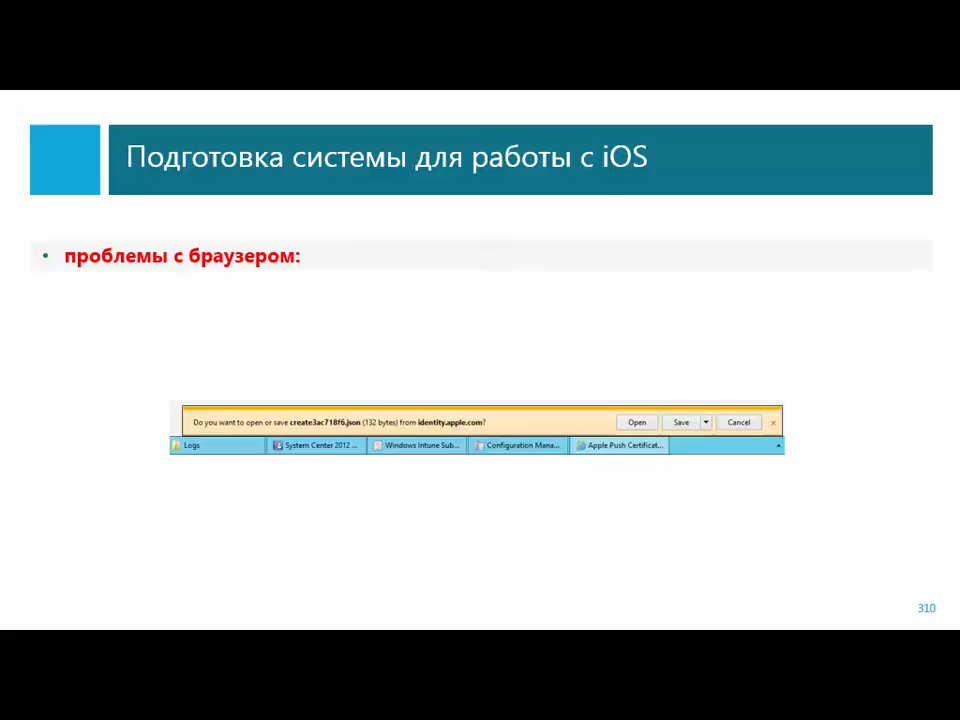 Подготовка системы для работы с iOS
• проблемы с браузером:
Do you want to open or save create3ac718f6.json (132 bytes) from identity.apple.com? Open Save Cancel ×
Logs System Center 2012 ... Windows Intune Sub... Configuration Mana... Apple Push Certificat...
310